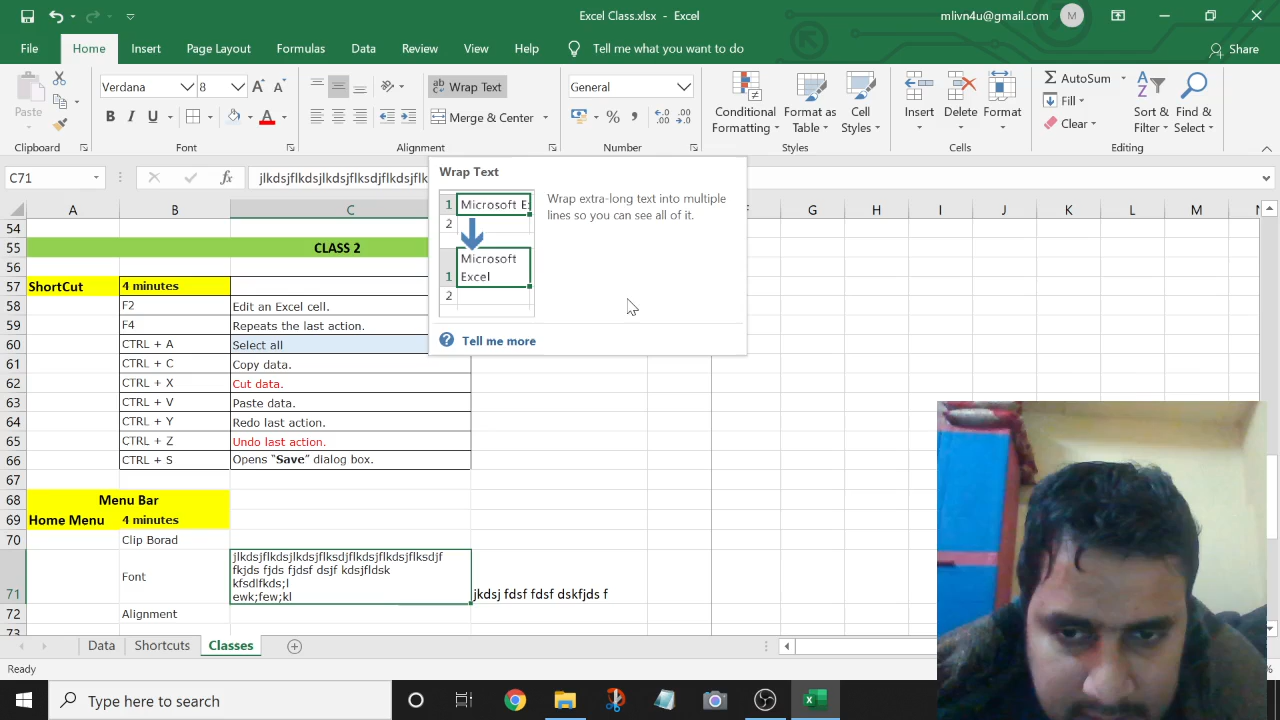 Excel Class.xlsx - Excel
mlivn4u@gmail.com M
File Home Insert Page Layout Formulas Data Review View Help Tell me what you want to do Share
Paste
Clipboard
Verdana 8
B I U A
Font
Wrap Text
Merge & Center
Alignment
General
%
Number
Conditional Formatting
Format as Table
Cell Styles
Styles
Insert Delete Format
Cells
AutoSum
Fill
Clear
Sort & Filter
Find & Select
Editing
C71 fx jlkdsjflkdsjlkdsjflksdjflkdsjflk
Wrap Text
1 Microsoft E
2
Microsoft
1 Excel
2
Wrap extra-long text into multiple
lines so you can see all of it.
Tell me more
A B C F G H I J K L M N
54
55 CLASS 2
56
57 ShortCut 4 minutes
58 F2 Edit an Excel cell.
59 F4 Repeats the last action.
60 CTRL + A Select all
61 CTRL + C Copy data.
62 CTRL + X Cut data.
63 CTRL + V Paste data.
64 CTRL + Y Redo last action.
65 CTRL + Z Undo last action.
66 CTRL + S Opens “Save” dialog box.
67
68 Menu Bar
69 Home Menu 4 minutes
70 Clip Borad
71 Font
jlkdsjflkdsjlkdsjflksdjflkdsjflkdsjflksdjf
fkjds fjds fjdsf dsjf kdsjfldsk
kfsdlfkds;l
ewk;few;kl
jkdsj fdsf fdsf dskfjds f
72 Alignment
73
Data Shortcuts Classes
Ready
Type here to search